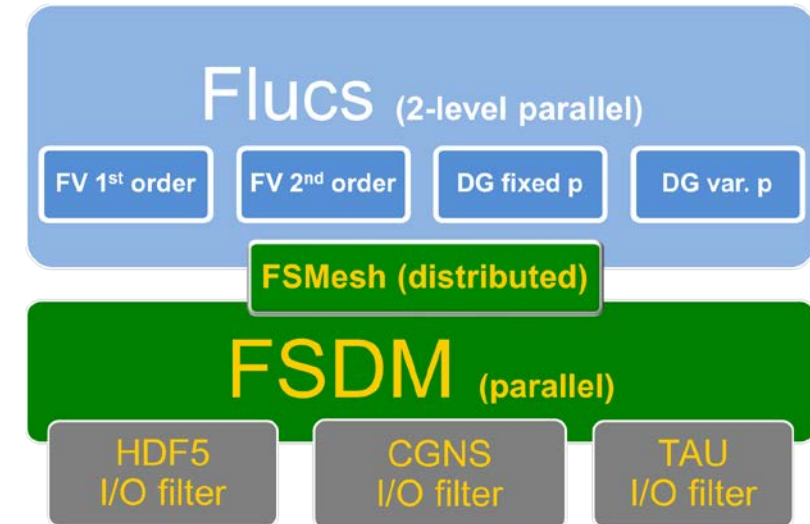 Flucs (2-level parallel)
FV 1st order
FV 2nd order
DG fixed p
DG var. p
FSMesh (distributed)
FSDM (parallel)
HDF5
I/O filter
CGNS
I/O filter
TAU
I/O filter